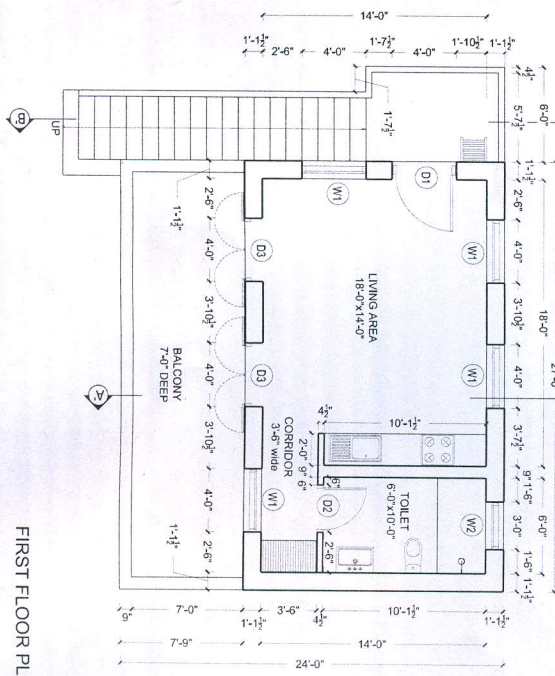 14'-0"
1'-1½" 2'-6" 4'-0" 1'-7½" 4'-0" 1'-10½" 1'-1½"
4½"
6'-0"
5'-7½"
1'-7½"
UP
B'
1'-1½"
1'-1½"
2'-6"
2'-6"
W1
D1
W1
4'-0"
4'-0"
D3
LIVING AREA
18'-0"x14'-0"
18'-0"
3'-10½"
3'-10½"
BALCONY
7'-0" DEEP
4'-0"
4'-0"
D3
W1
A'
3'-10½"
3'-7½"
4½"
10'-1½"
CORRIDOR
3'-6" wide
2'-0"
9"
6"
6"
9"
1'-6"
6'-0"
TOILET
6'-0"x10'-0"
4'-0"
W1
D2
W2
3'-0"
2'-6"
2'-6"
1'-6"
1'-1½"
1'-1½"
9" 7'-0" 1'-1½" 3'-6" 4½" 10'-1½" 1'-1½"
7'-9" 14'-0"
24'-0"
FIRST FLOOR PL